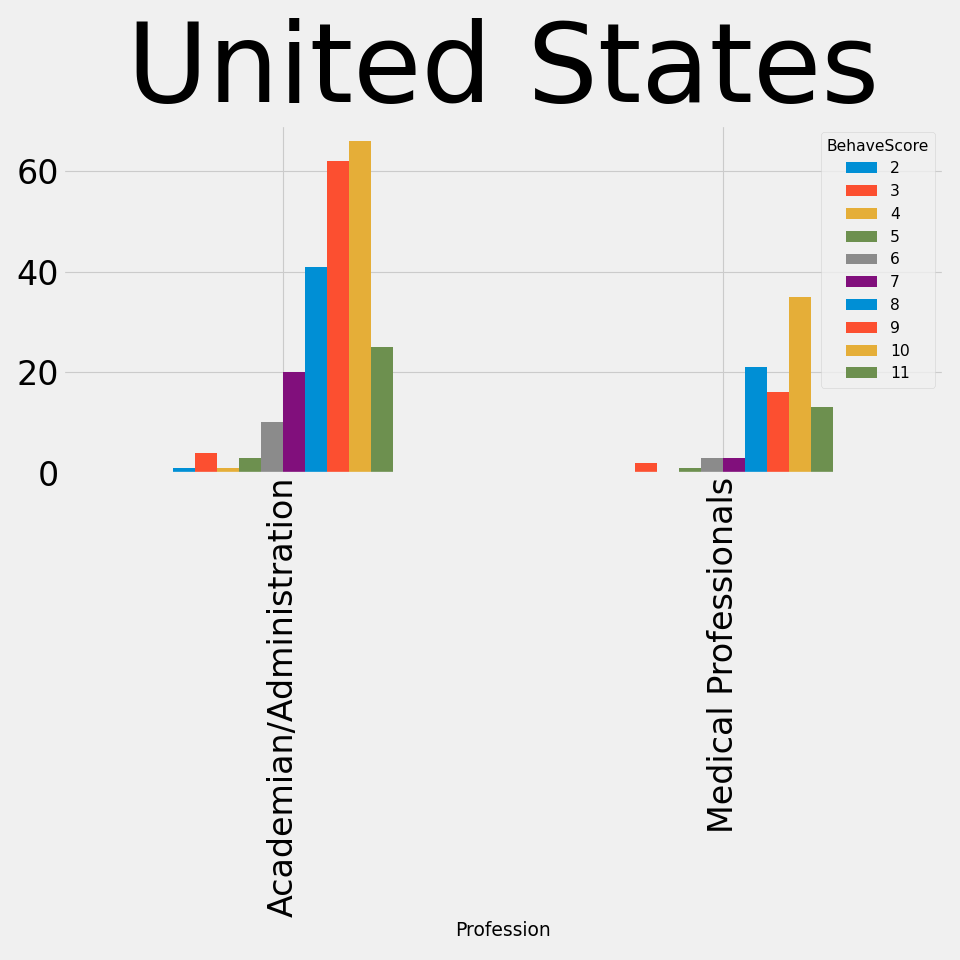 United States
BehaveScore
2
3
4
5
6
7
8
9
10
11
60
40
20
0
Academian/Administration
Medical Professionals
Profession